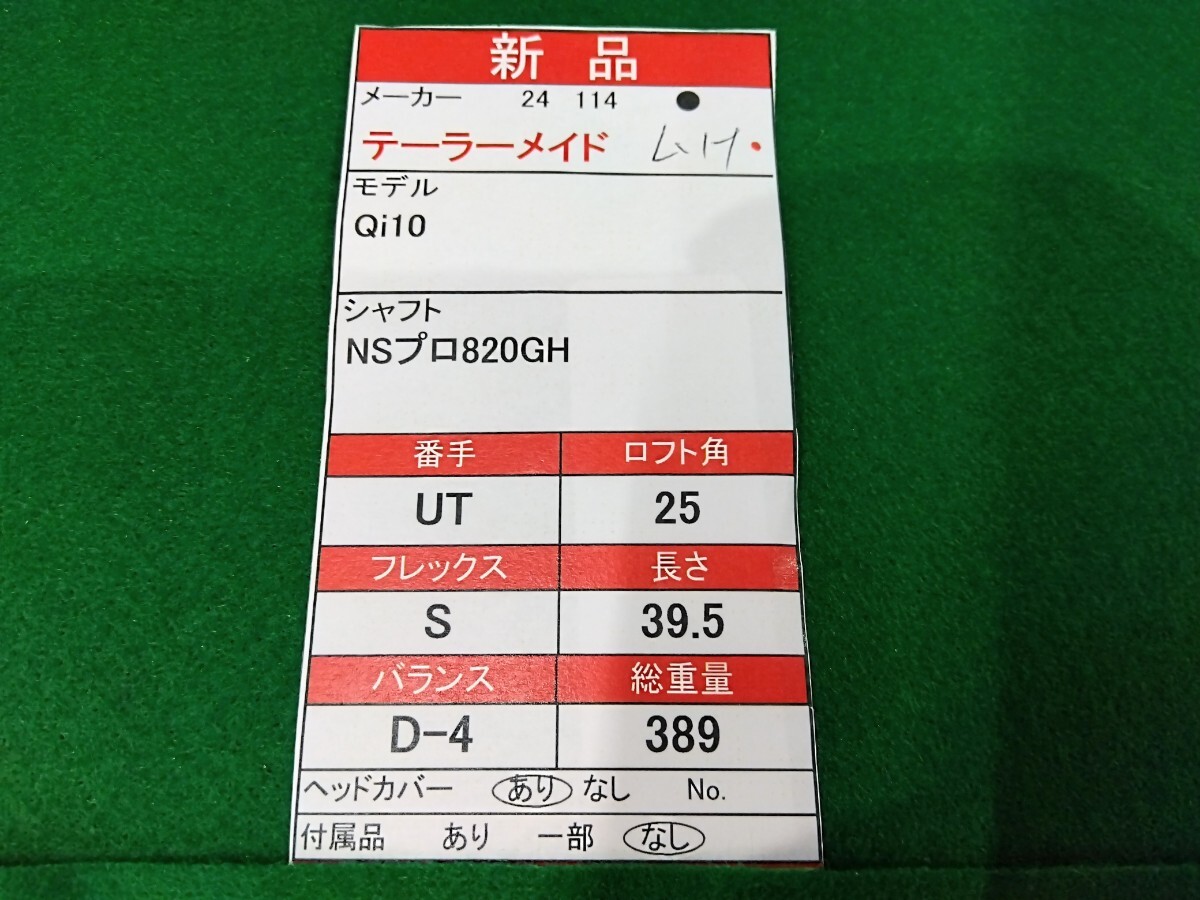 新品
メーカー 24 114 ●
テーラーメイド
モデル
Qi10
シャフト
NSプロ820GH
番手 ロフト角
UT 25
フレックス 長さ
S 39.5
バランス 総重量
D-4 389
ヘッドカバー あり なし No.
付属品 あり 一部 なし